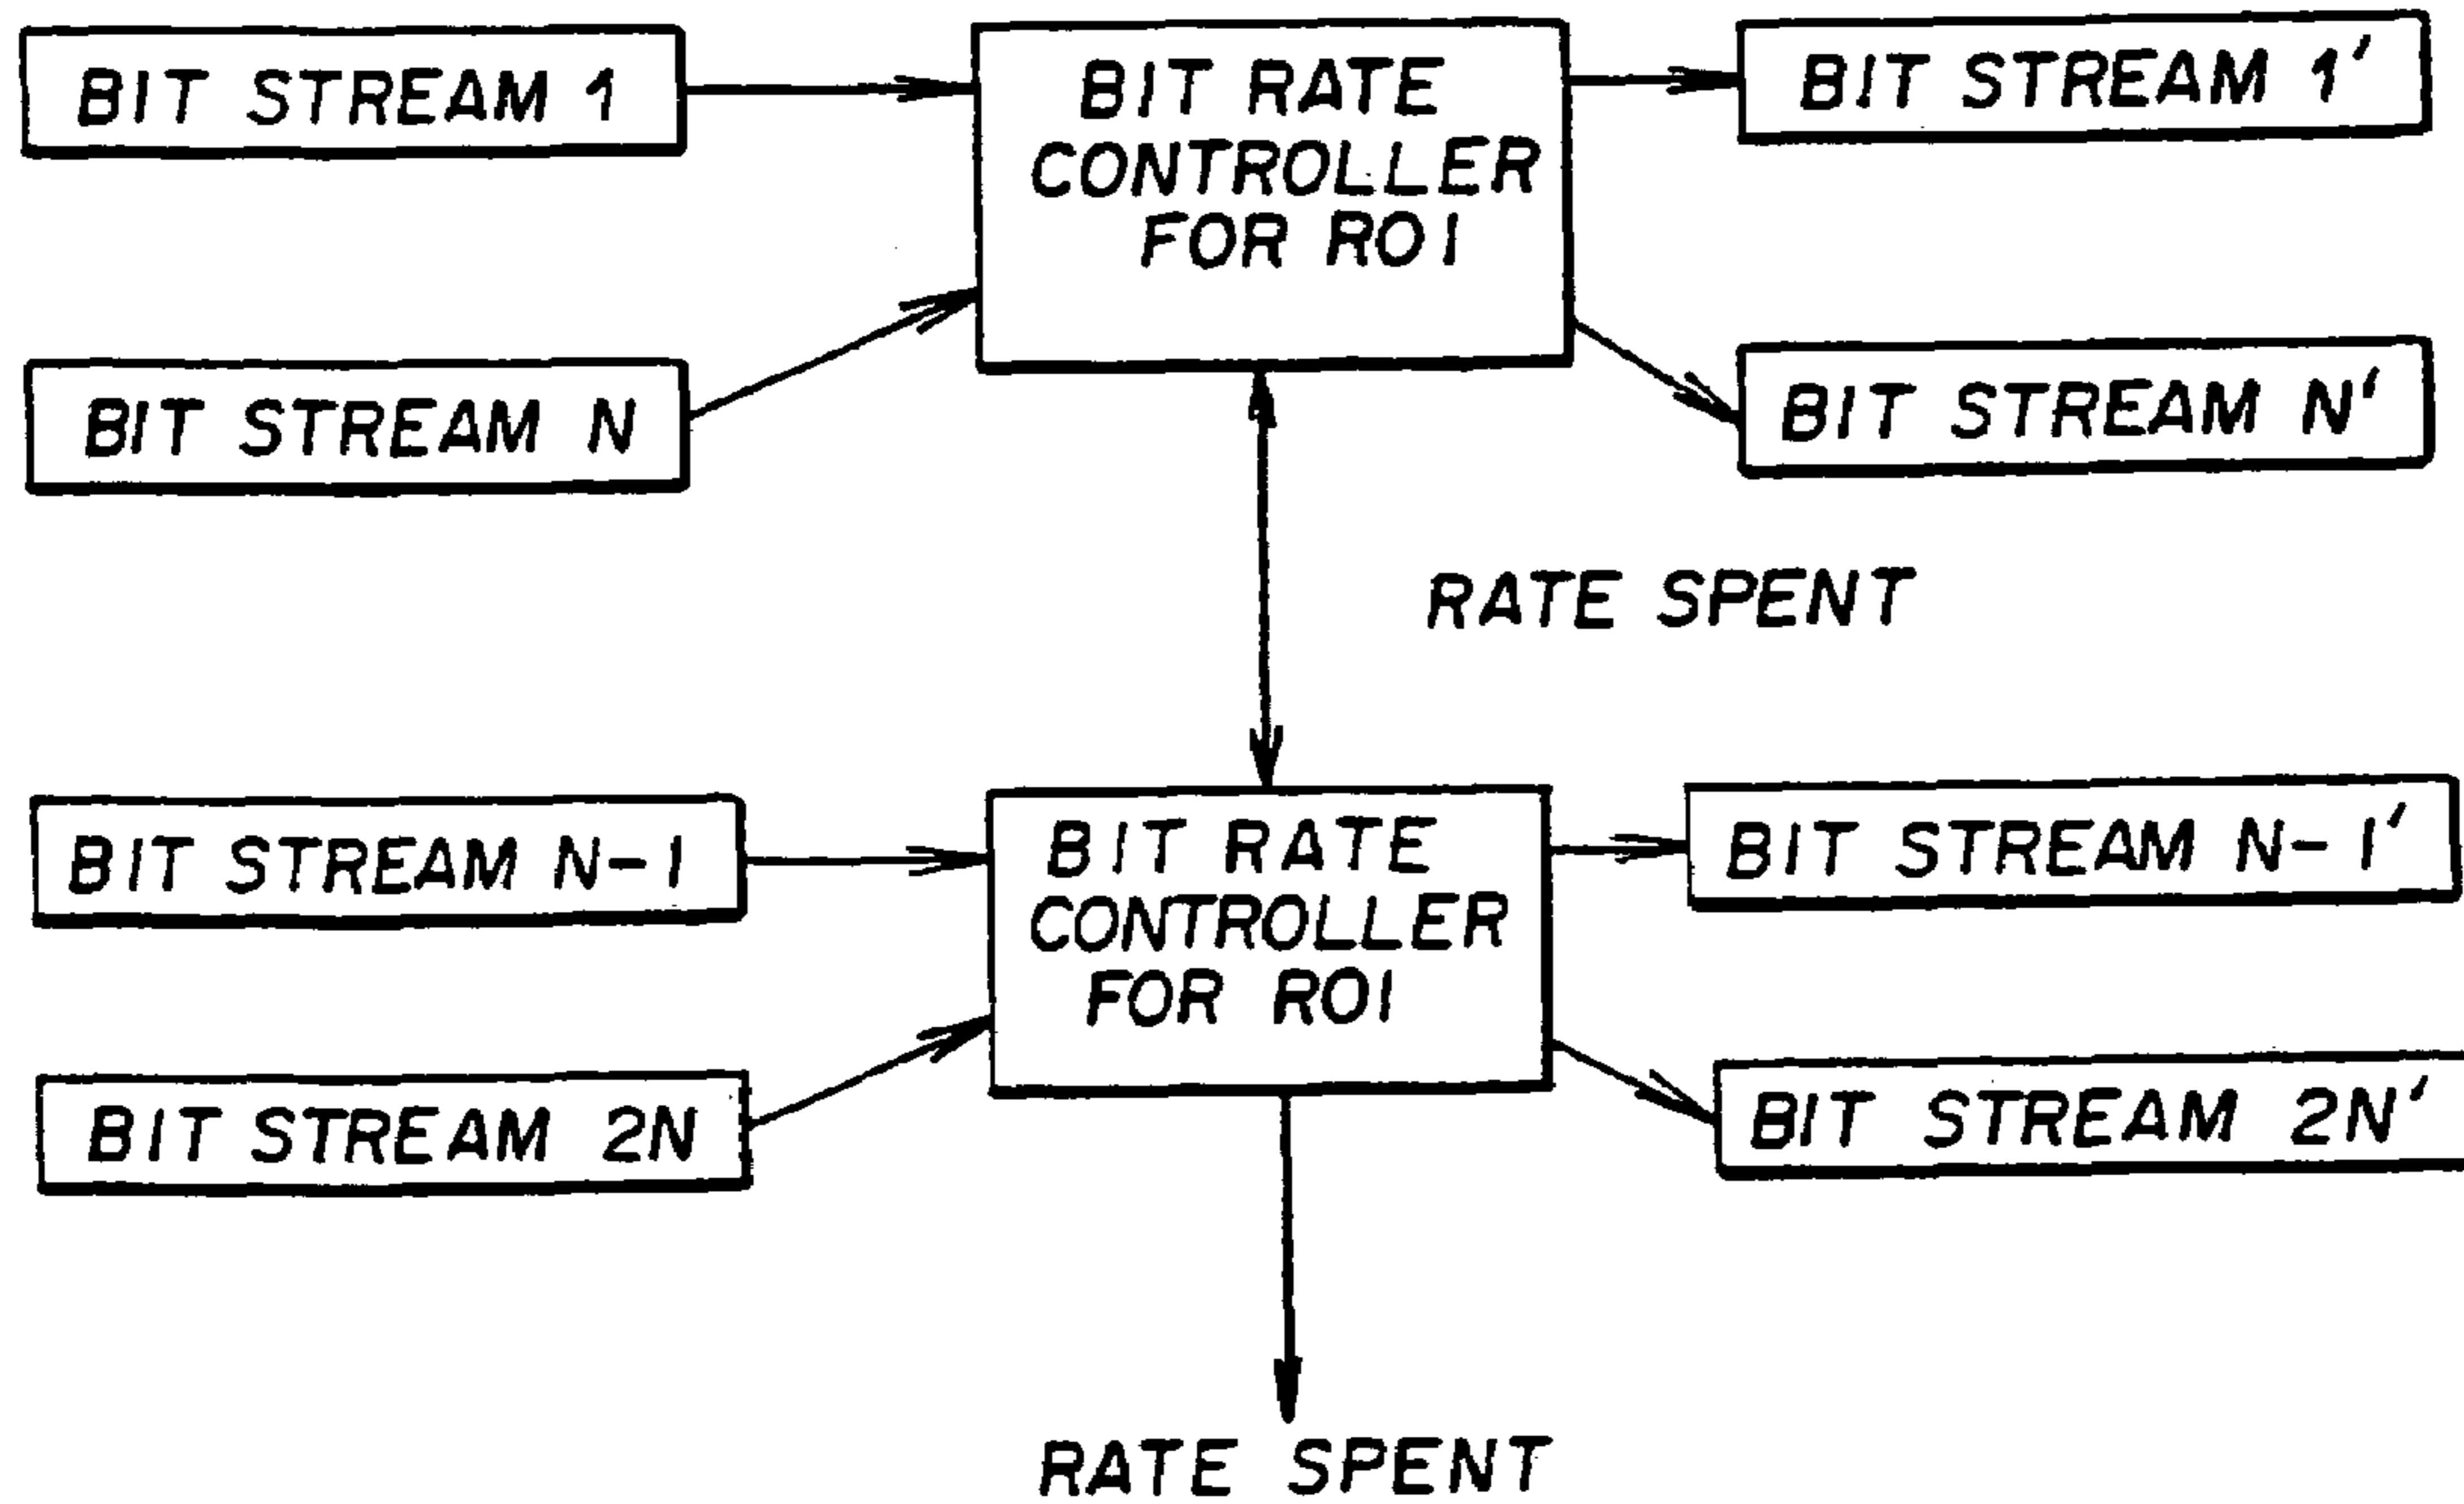 BIT STREAM 1
BIT RATE
CONTROLLER
FOR ROI
BIT STREAM 1'
BIT STREAM N
BIT STREAM N'
RATE SPENT
BIT STREAM N-1
BIT RATE
CONTROLLER
FOR ROI
BIT STREAM N-1'
BIT STREAM 2N
BIT STREAM 2N'
RATE SPENT